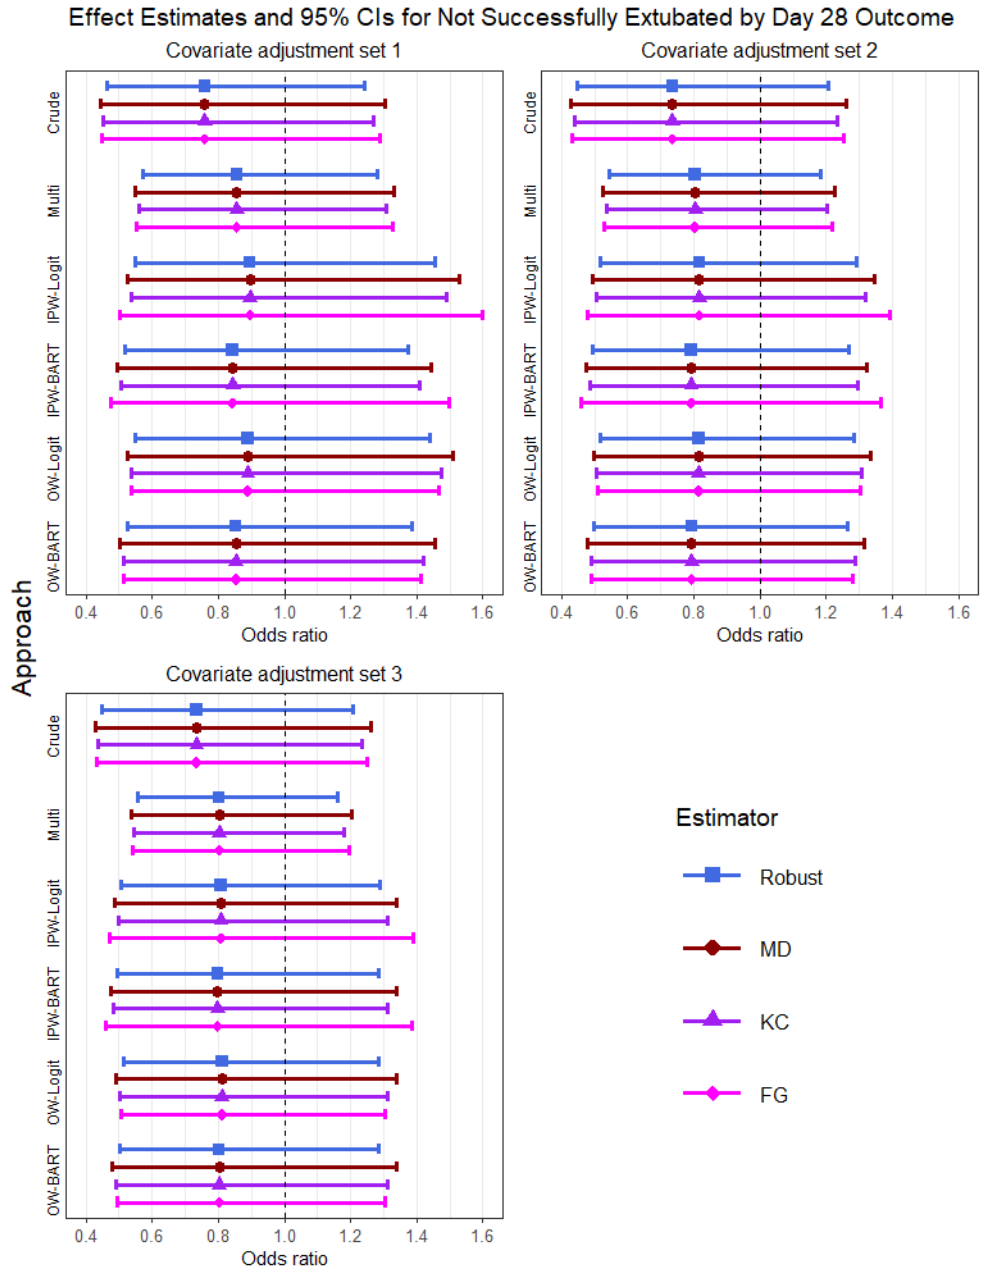 Effect Estimates and 95% CIs for Not Successfully Extubated by Day 28 Outcome
Covariate adjustment set 1
Crude
Multi
IPW-Logit
IPW-BART
OW-Logit
OW-BART
0.4 0.6 0.8 1.0 1.2 1.4 1.6
Odds ratio
Covariate adjustment set 2
Crude
Multi
IPW-Logit
IPW-BART
OW-Logit
OW-BART
0.4 0.6 0.8 1.0 1.2 1.4 1.6
Odds ratio
Approach
Covariate adjustment set 3
Crude
Multi
IPW-Logit
IPW-BART
OW-Logit
OW-BART
0.4 0.6 0.8 1.0 1.2 1.4 1.6
Odds ratio
Estimator
Robust
MD
KC
FG